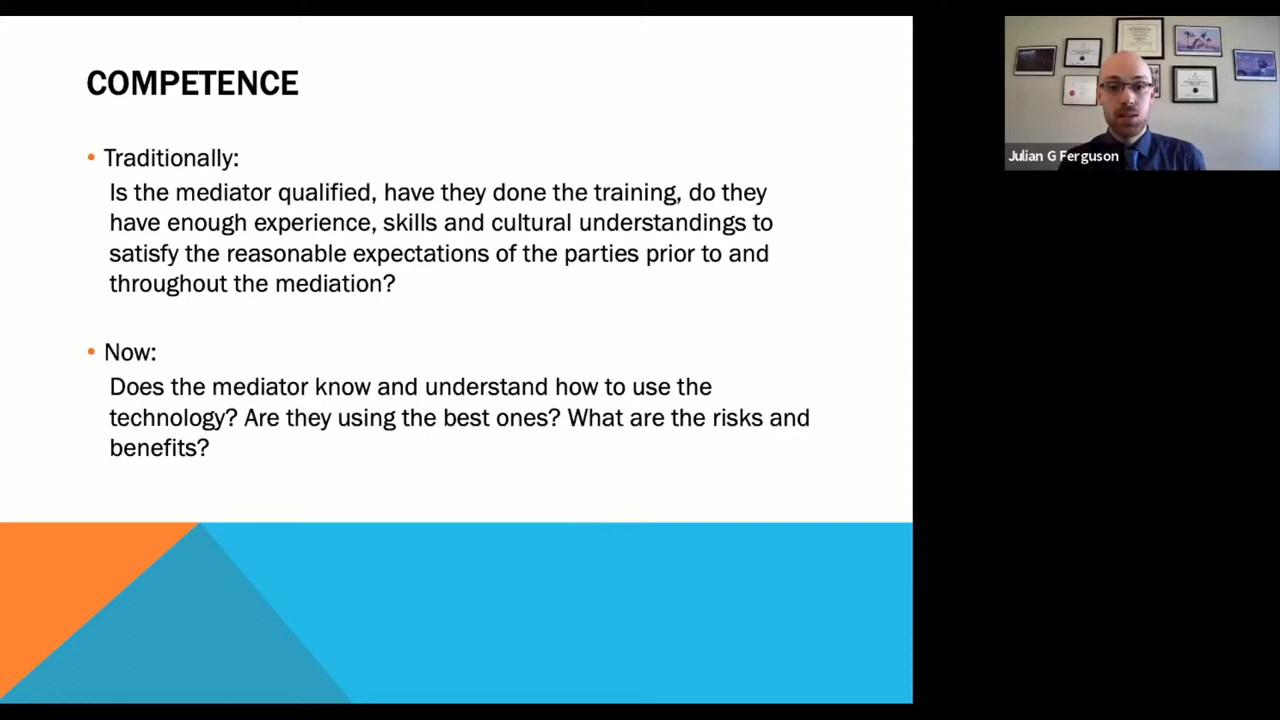 COMPETENCE
• Traditionally:
Is the mediator qualified, have they done the training, do they
have enough experience, skills and cultural understandings to
satisfy the reasonable expectations of the parties prior to and
throughout the mediation?
• Now:
Does the mediator know and understand how to use the
technology? Are they using the best ones? What are the risks and
benefits?
Julian G Ferguson